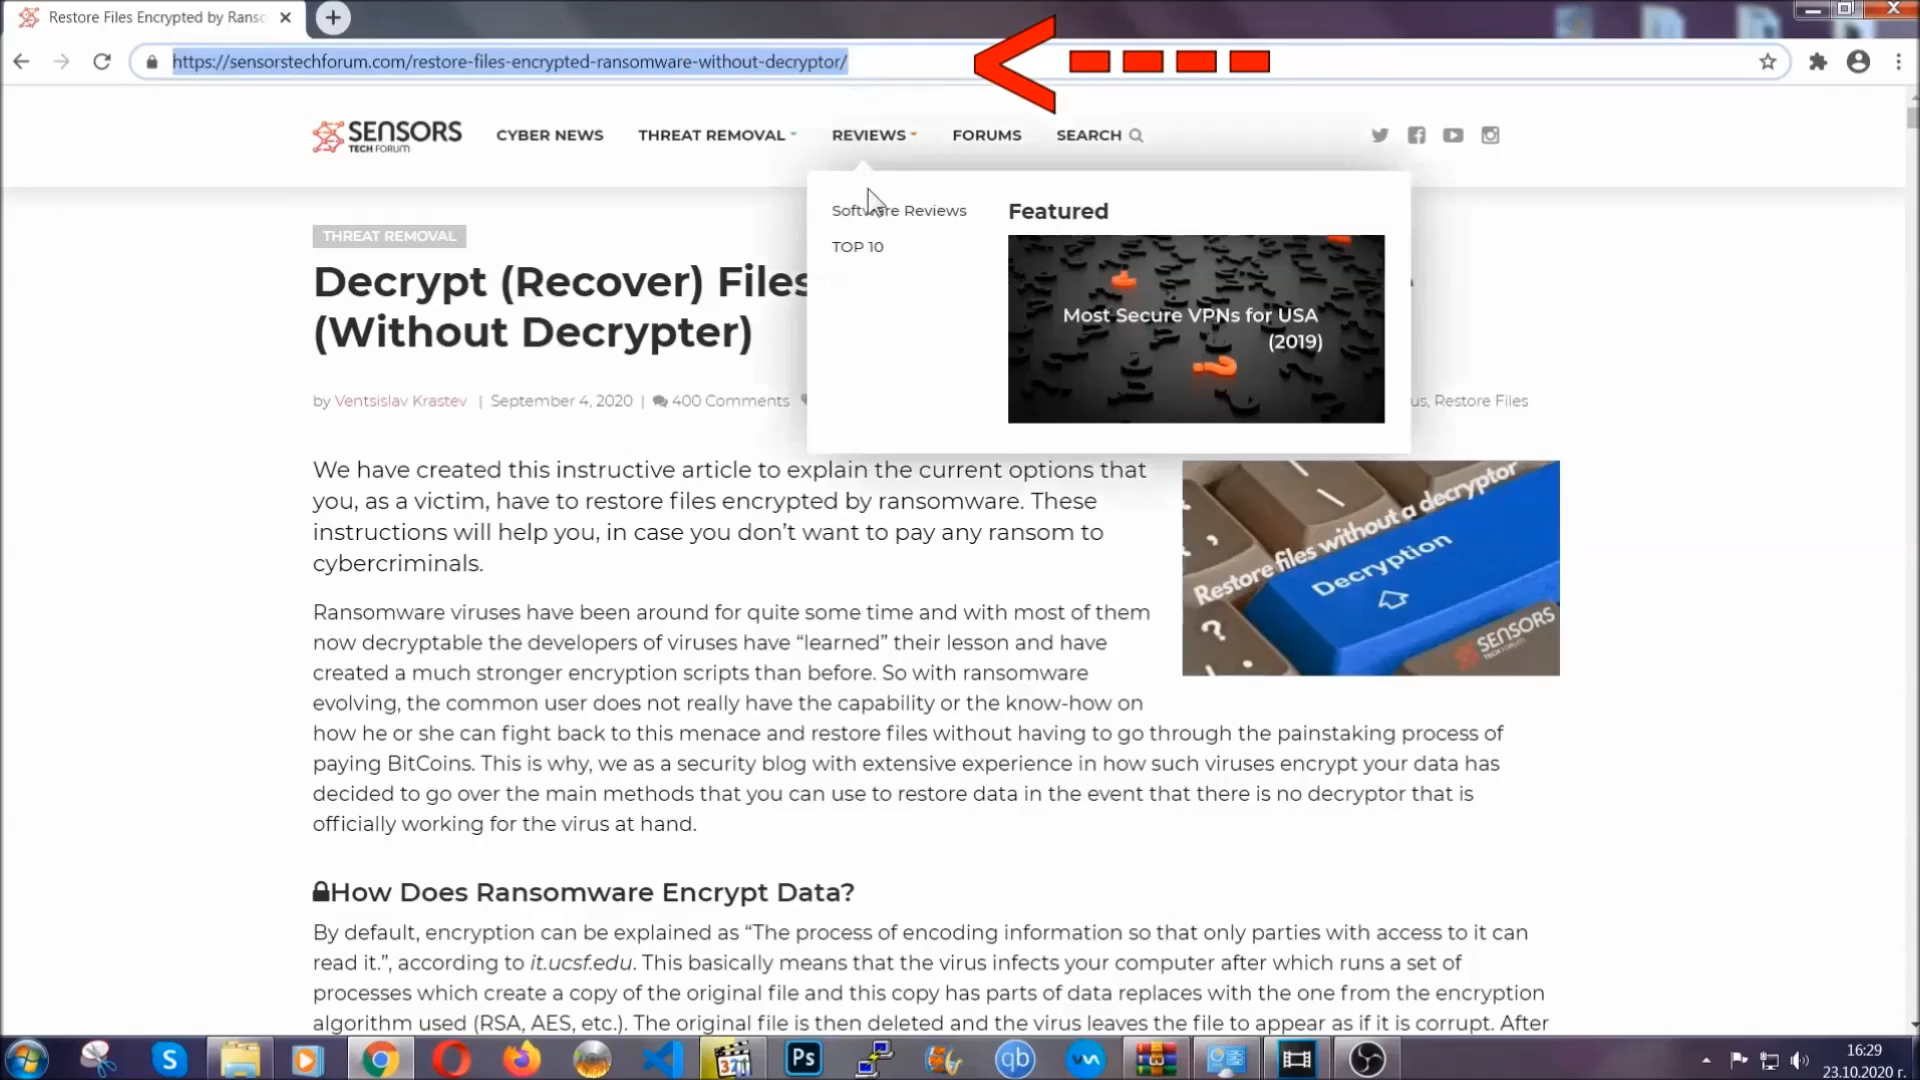 Restore Files Encrypted by Ranso
https://sensorstechforum.com/restore-files-encrypted-ransomware-without-decryptor/
SENSORS
TECH FORUM
CYBER NEWS
THREAT REMOVAL
REVIEWS
FORUMS
SEARCH
Software Reviews
TOP 10
Featured
Most Secure VPNs for USA
(2019)
THREAT REMOVAL
Decrypt (Recover) Files
(Without Decrypter)
by Ventsislav Krastev | September 4, 2020 | 400 Comments
us, Restore Files
We have created this instructive article to explain the current options that
you, as a victim, have to restore files encrypted by ransomware. These
instructions will help you, in case you don’t want to pay any ransom to
cybercriminals.
Restore files without a decryptor
Decryption
SENSORS
TECH FORUM
Ransomware viruses have been around for quite some time and with most of them
now decryptable the developers of viruses have “learned” their lesson and have
created a much stronger encryption scripts than before. So with ransomware
evolving, the common user does not really have the capability or the know-how on
how he or she can fight back to this menace and restore files without having to go through the painstaking process of
paying BitCoins. This is why, we as a security blog with extensive experience in how such viruses encrypt your data has
decided to go over the main methods that you can use to restore data in the event that there is no decryptor that is
officially working for the virus at hand.
How Does Ransomware Encrypt Data?
By default, encryption can be explained as “The process of encoding information so that only parties with access to it can
read it.”, according to it.ucsf.edu. This basically means that the virus infects your computer after which runs a set of
processes which create a copy of the original file and this copy has parts of data replaces with the one from the encryption
algorithm used (RSA, AES, etc.). The original file is then deleted and the virus leaves the file to appear as if it is corrupt. After
S
321
Ps
qb
16:29
23.10.2020 г.